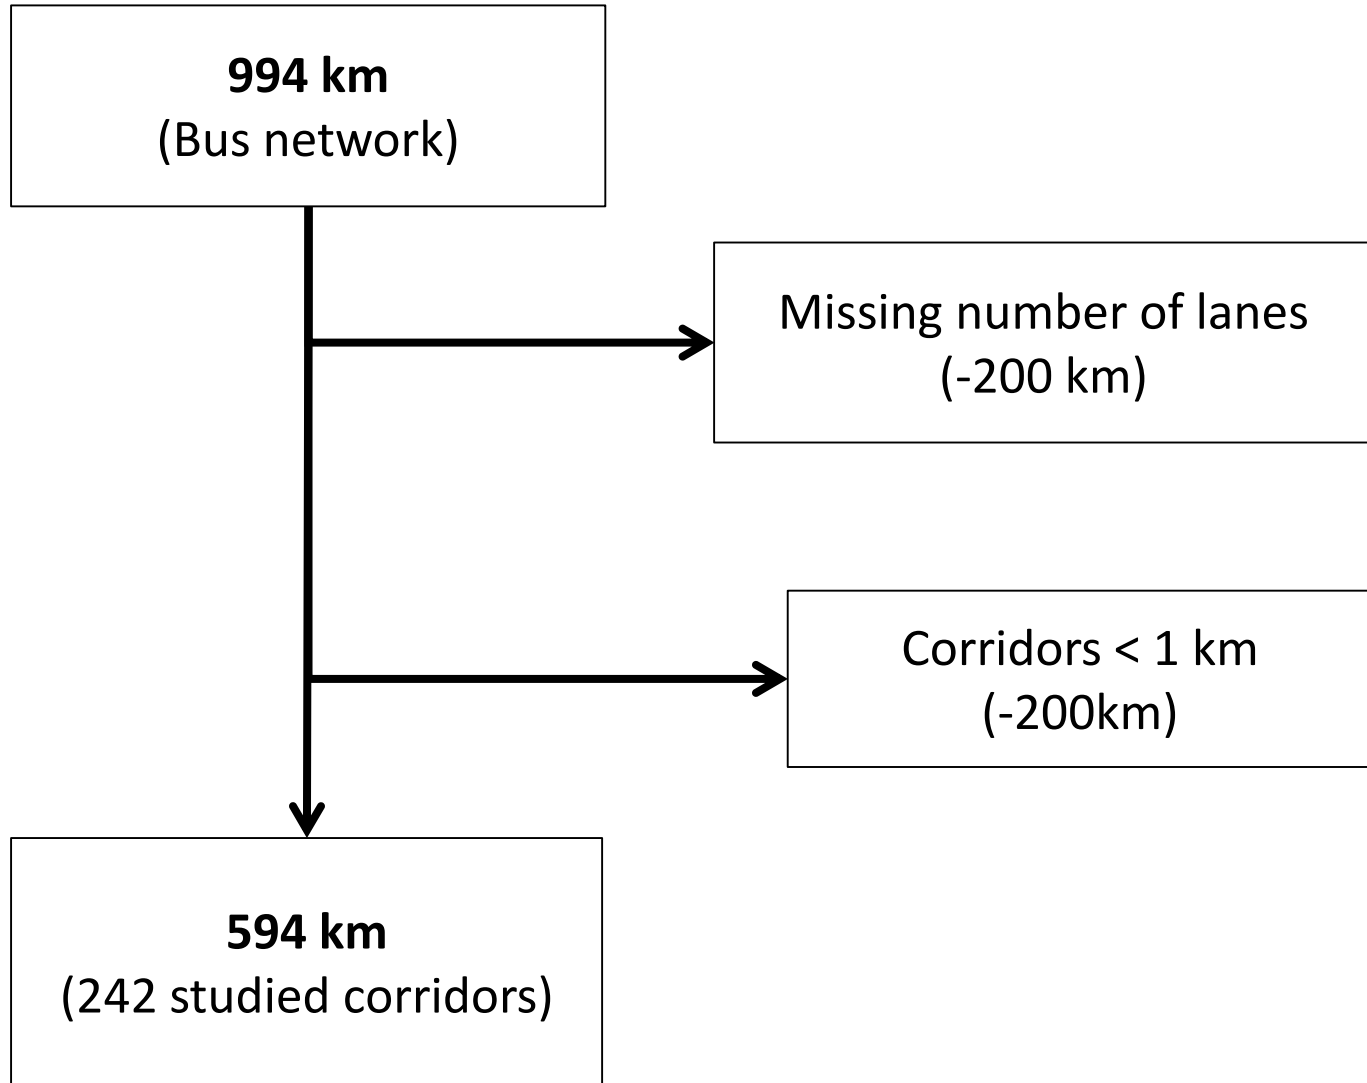 994 km
(Bus network)
Missing number of lanes
(-200 km)
Corridors < 1 km
(-200km)
594 km
(242 studied corridors)